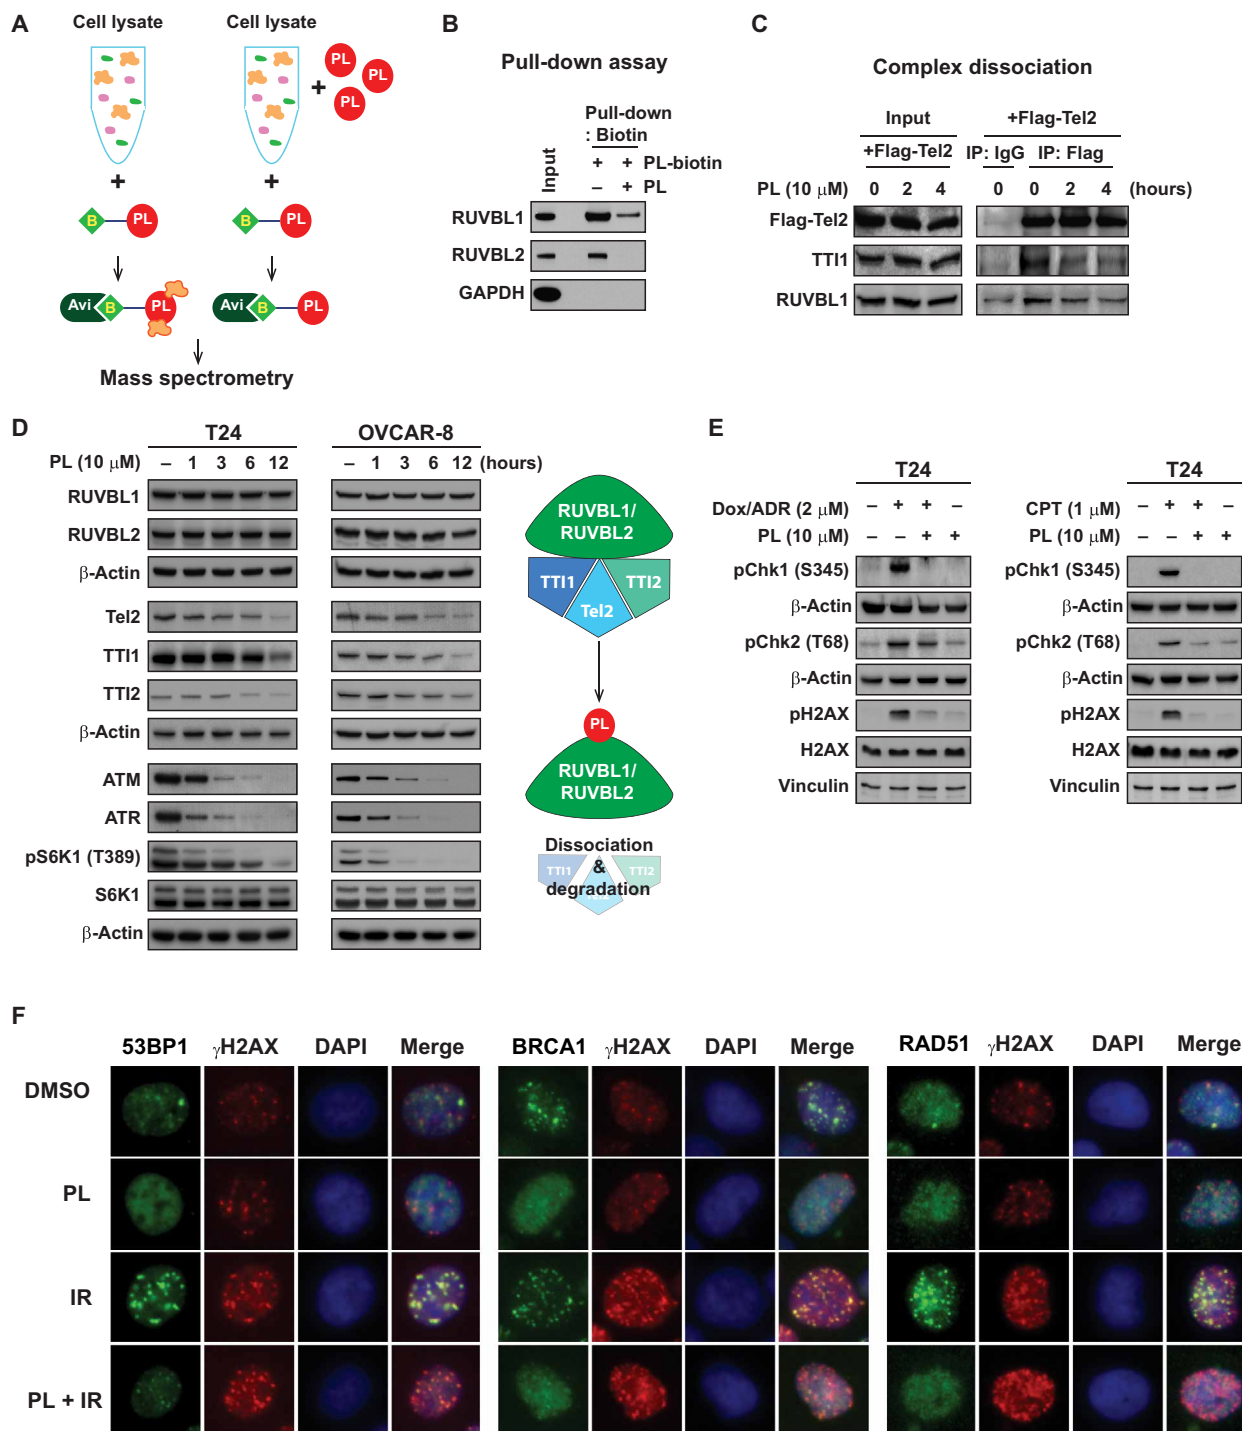 A
Cell lysate
Cell lysate
PL
PL
PL
+
+
+
B
PL
B
PL
Avi
B
PL
Avi
B
PL
Mass spectrometry
B
Pull-down assay
Pull-down
: Biotin
Input
+ + PL-biotin
– + PL
RUVBL1
RUVBL2
GAPDH
C
Complex dissociation
Input
+Flag-Tel2
+Flag-Tel2
IP: IgG
IP: Flag
PL (10 μM) 0 2 4 0 0 2 4 (hours)
Flag-Tel2
TTI1
RUVBL1
D
T24
OVCAR-8
PL (10 μM) – 1 3 6 12 – 1 3 6 12 (hours)
RUVBL1
RUVBL2
β-Actin
Tel2
TTI1
TTI2
β-Actin
ATM
ATR
pS6K1 (T389)
S6K1
β-Actin
RUVBL1/
RUVBL2
TTI1
Tel2
TTI2
PL
RUVBL1/
RUVBL2
Dissociation
&
degradation
TTI1
Tel2
TTI2
E
T24
Dox/ADR (2 μM) – + + –
PL (10 μM) – – + +
pChk1 (S345)
β-Actin
pChk2 (T68)
β-Actin
pH2AX
H2AX
Vinculin
T24
CPT (1 μM) – + + –
PL (10 μM) – – + +
pChk1 (S345)
β-Actin
pChk2 (T68)
β-Actin
pH2AX
H2AX
Vinculin
F
53BP1 γH2AX DAPI Merge
BRCA1 γH2AX DAPI Merge
RAD51 γH2AX DAPI Merge
DMSO
PL
IR
PL + IR